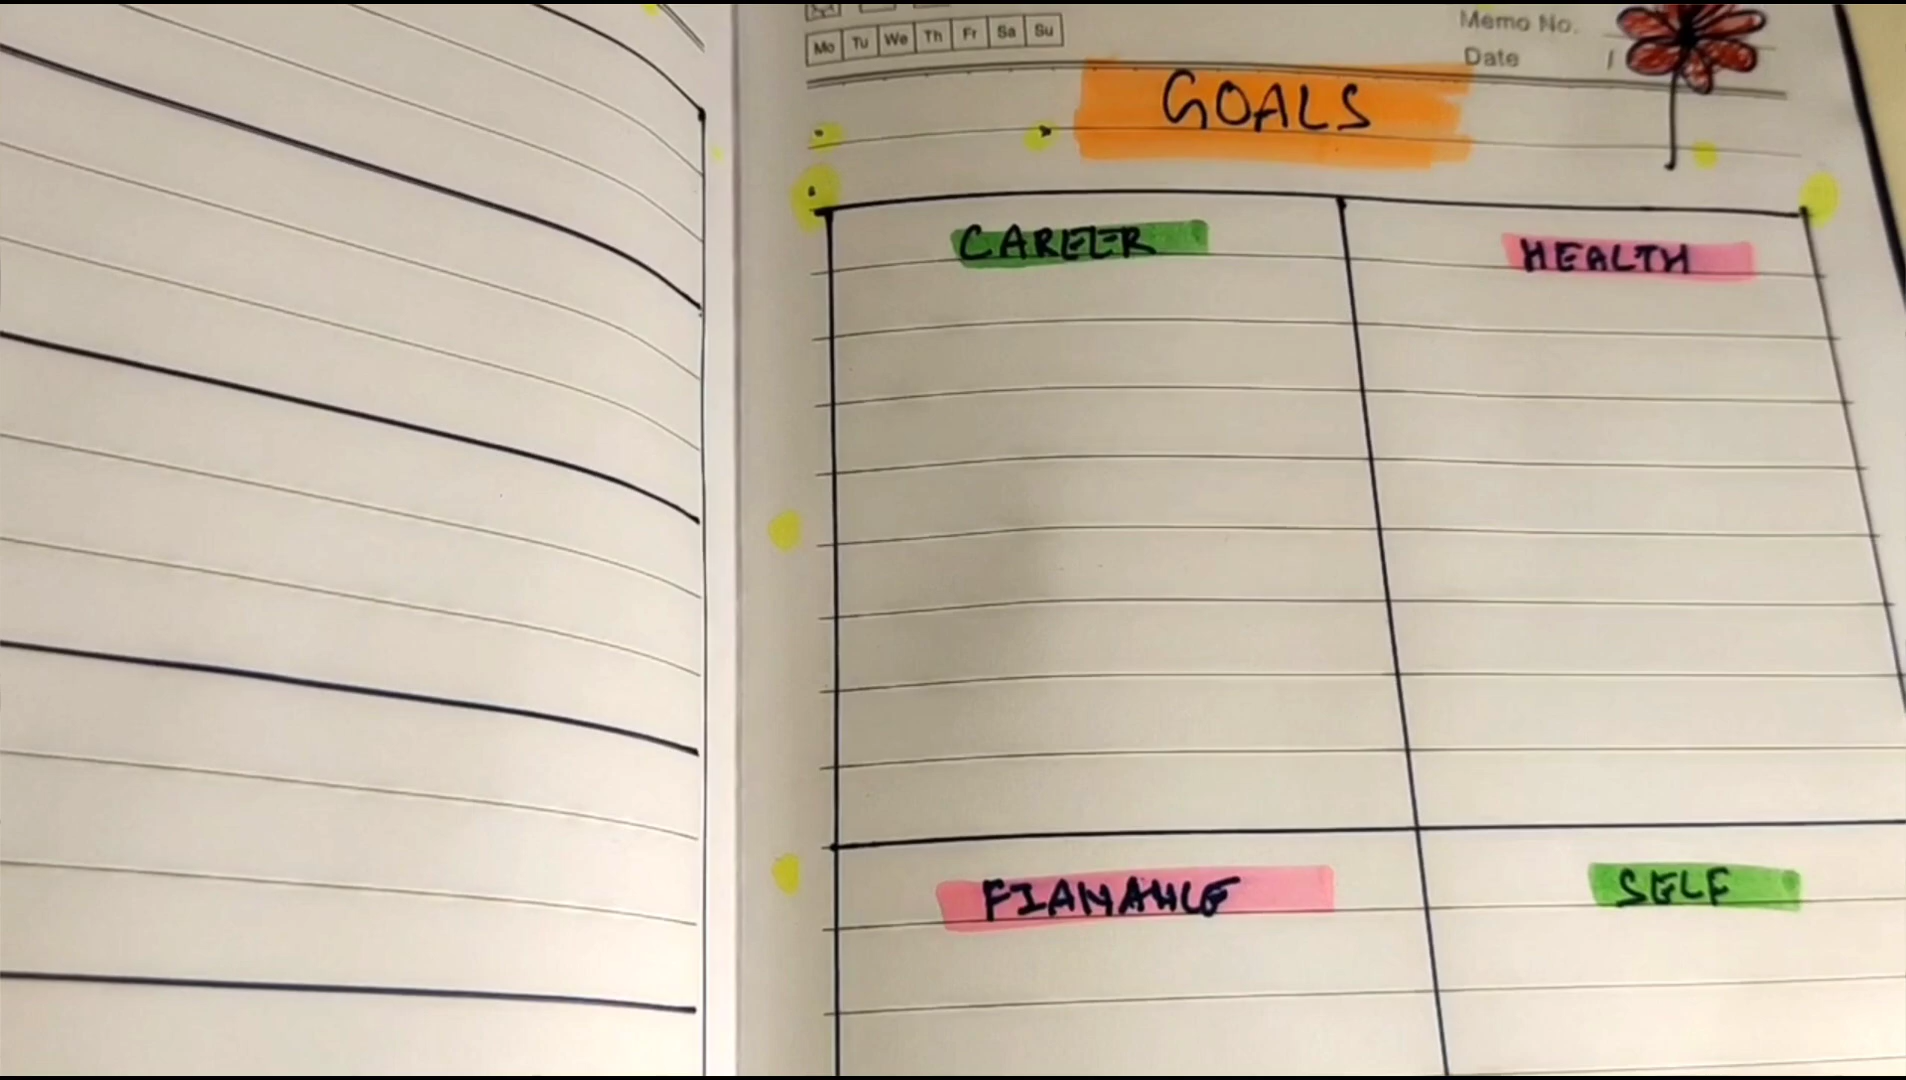 Mo Tu We Th Fr Sa Su
Memo No.
Date /
GOALS
CAREER
HEALTH
FIANANCE
SELF